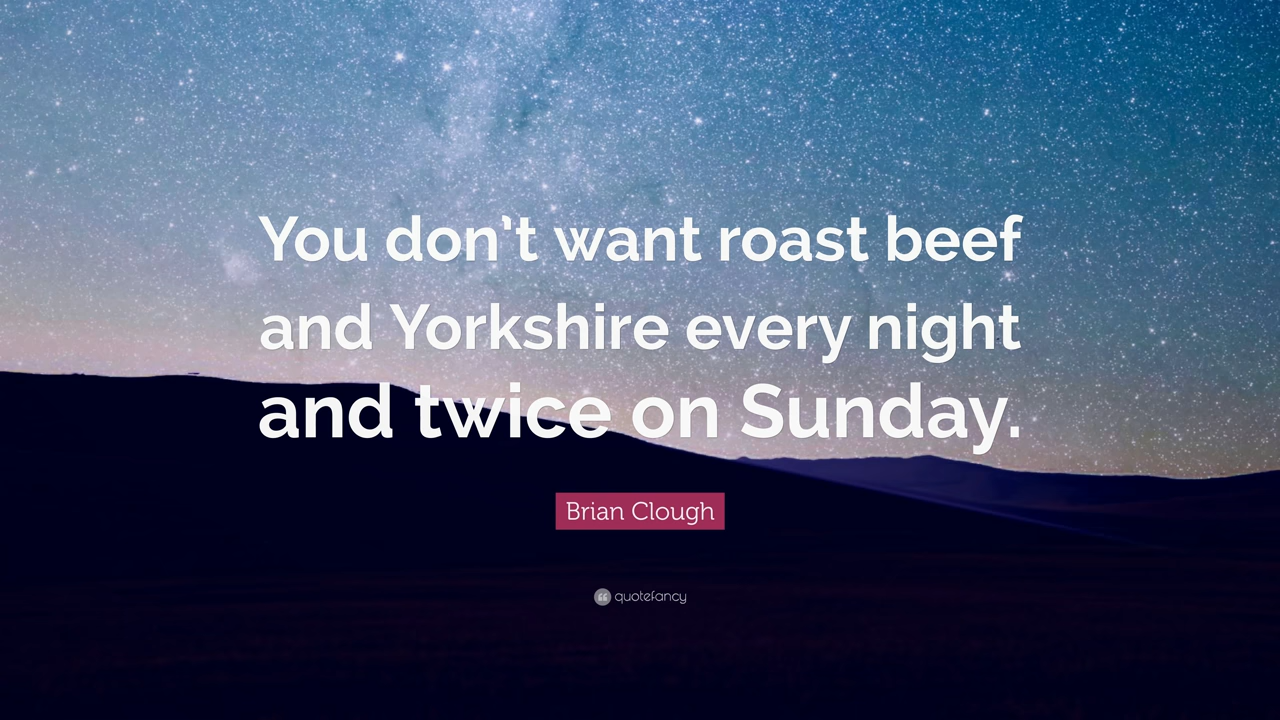 You don’t want roast beef
and Yorkshire every night
and twice on Sunday.
Brian Clough
quotefancy